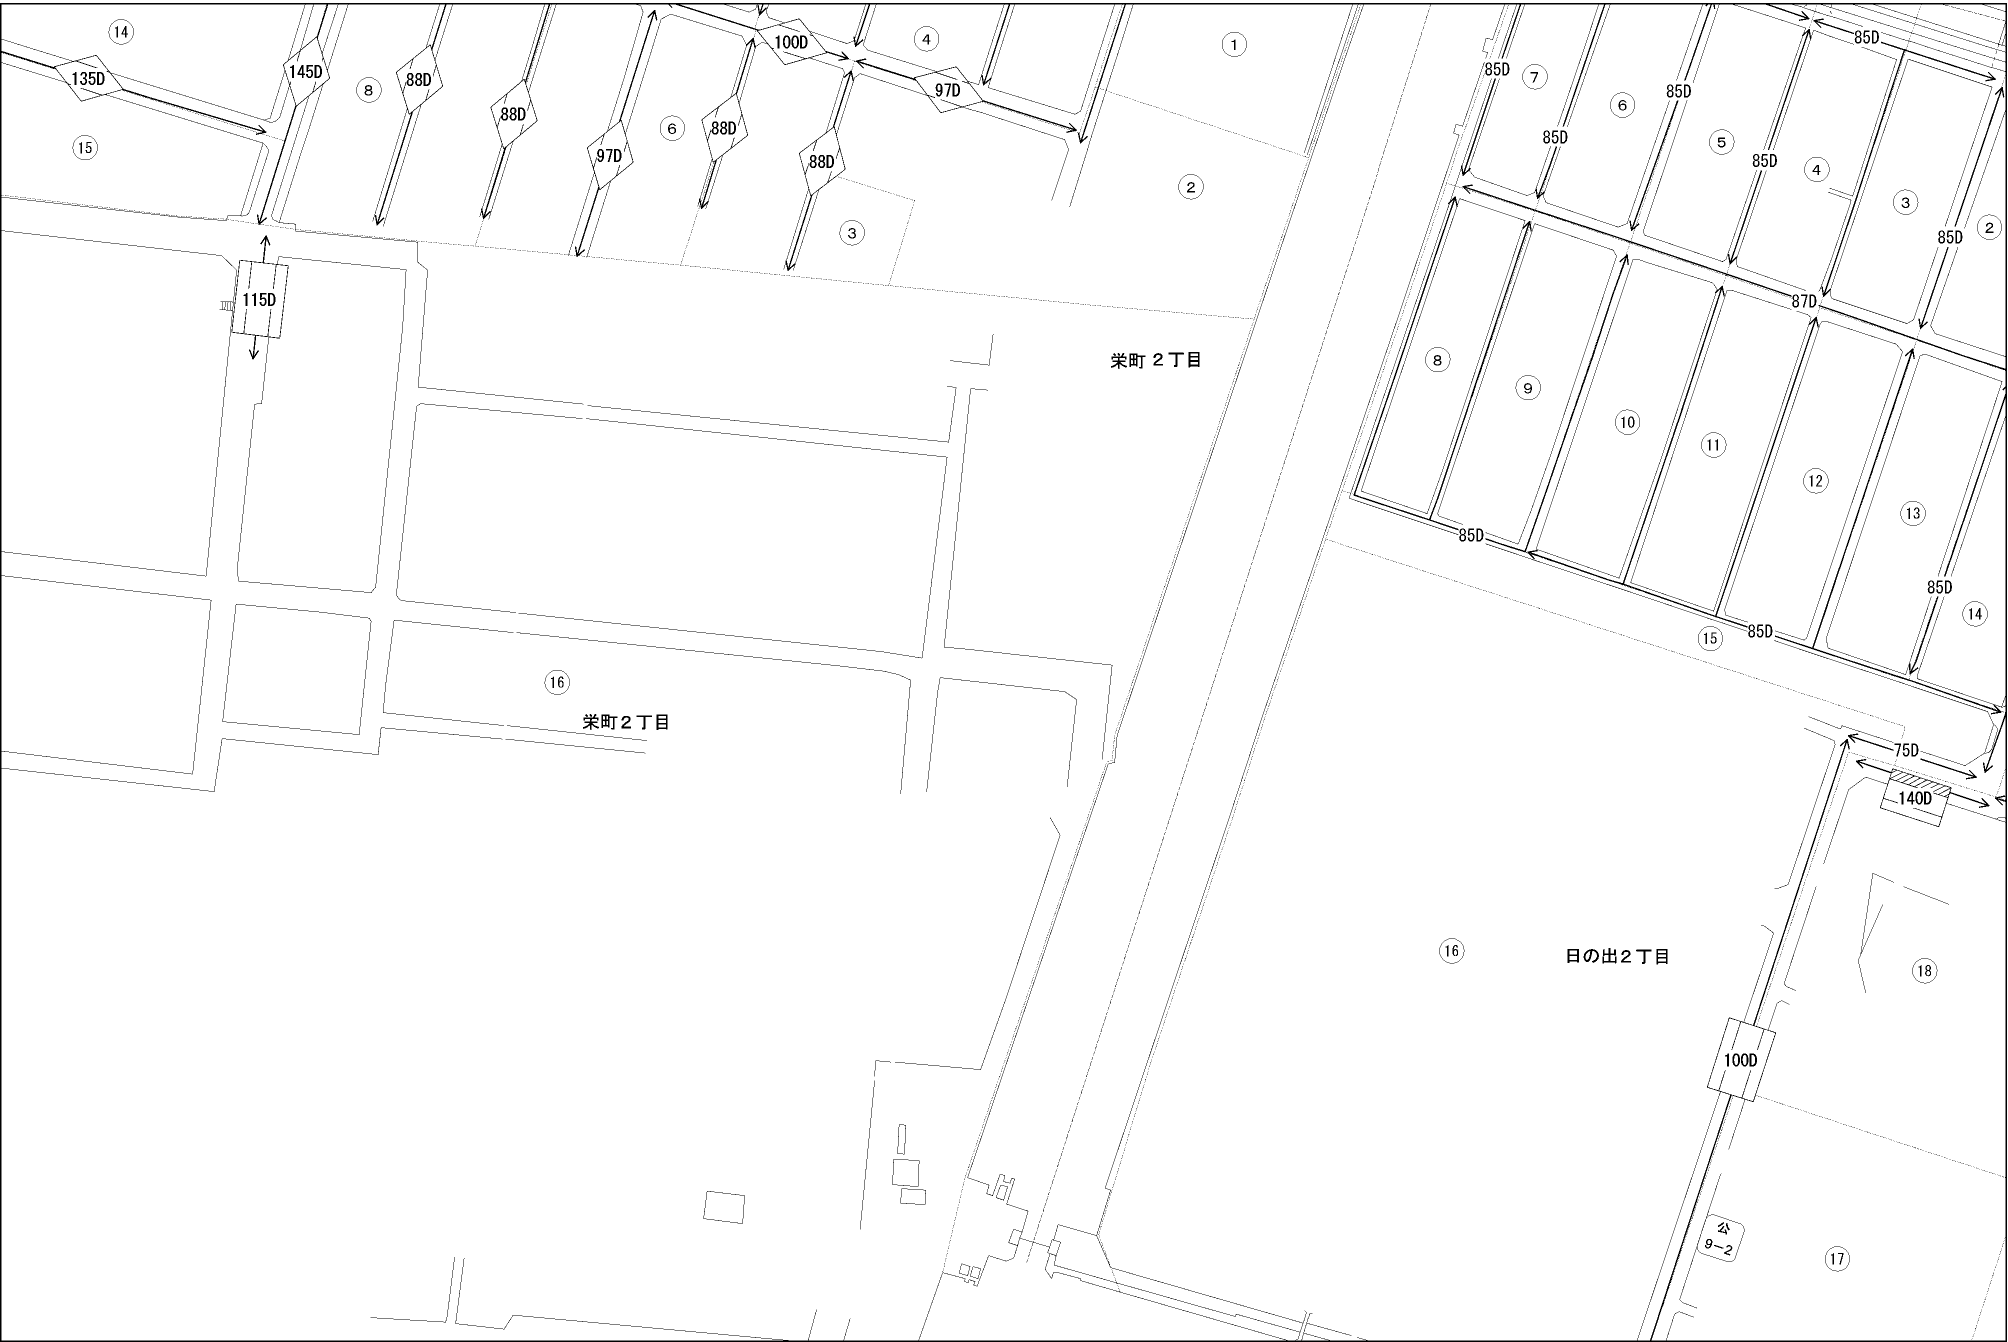 ⑭
135D
145D
⑮
⑧
88D
88D
97D
⑥
88D
100D
88D
④
97D
③
①
②
115D
栄町2丁目
85D
⑦
85D
⑥
85D
⑤
85D
④
85D
③
85D
②
87D
⑧
⑨
⑩
⑪
⑫
⑬
⑭
85D
85D
85D
⑮
75D
140D
⑯
栄町2丁目
⑯
日の出2丁目
⑱
100D
公
9-2
⑰